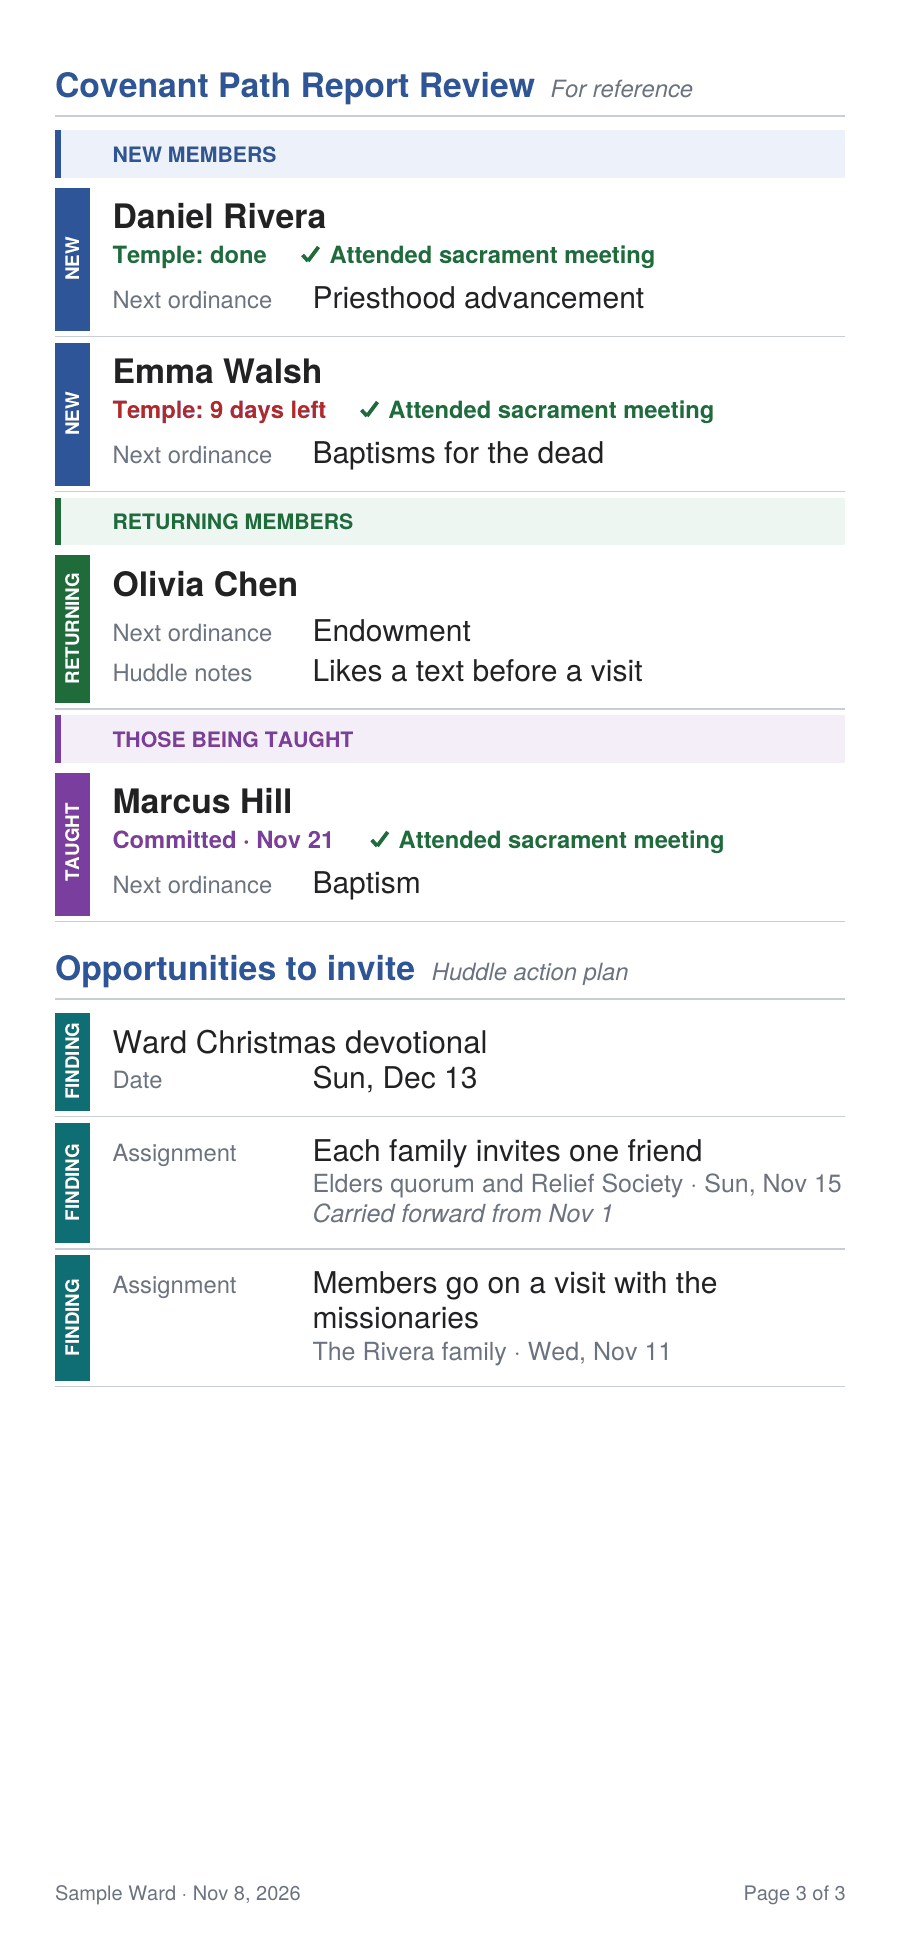 Covenant Path Report Review For reference
NEW MEMBERS
NEW
Daniel Rivera
Temple: done ✓ Attended sacrament meeting
Next ordinance Priesthood advancement
NEW
Emma Walsh
Temple: 9 days left ✓ Attended sacrament meeting
Next ordinance Baptisms for the dead
RETURNING MEMBERS
RETURNING
Olivia Chen
Next ordinance Endowment
Huddle notes Likes a text before a visit
THOSE BEING TAUGHT
TAUGHT
Marcus Hill
Committed · Nov 21 ✓ Attended sacrament meeting
Next ordinance Baptism
Opportunities to invite Huddle action plan
FINDING
Ward Christmas devotional
Date Sun, Dec 13
FINDING
Assignment Each family invites one friend
Elders quorum and Relief Society · Sun, Nov 15
Carried forward from Nov 1
FINDING
Assignment Members go on a visit with the
missionaries
The Rivera family · Wed, Nov 11
Sample Ward · Nov 8, 2026 Page 3 of 3